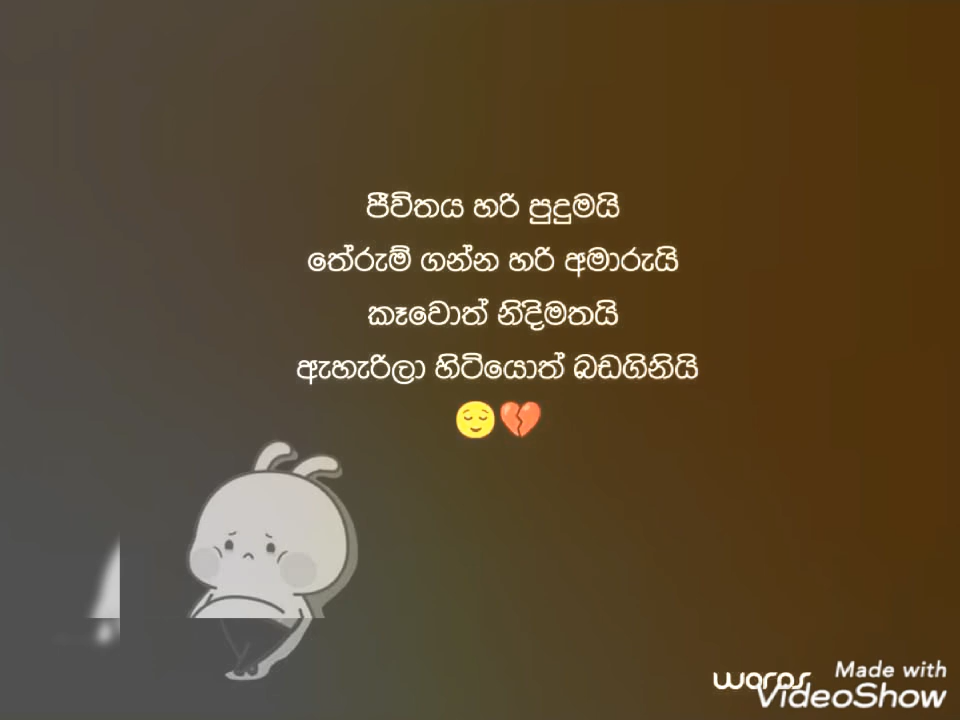 ජීවිතය හරි පුදුමයි
තේරුම් ගන්න හරි අමාරුයි
කෑවොත් නිදිමතයි
ඇහැරිලා හිටියොත් බඩගිනියි
😌💔
Made with
VideoShow